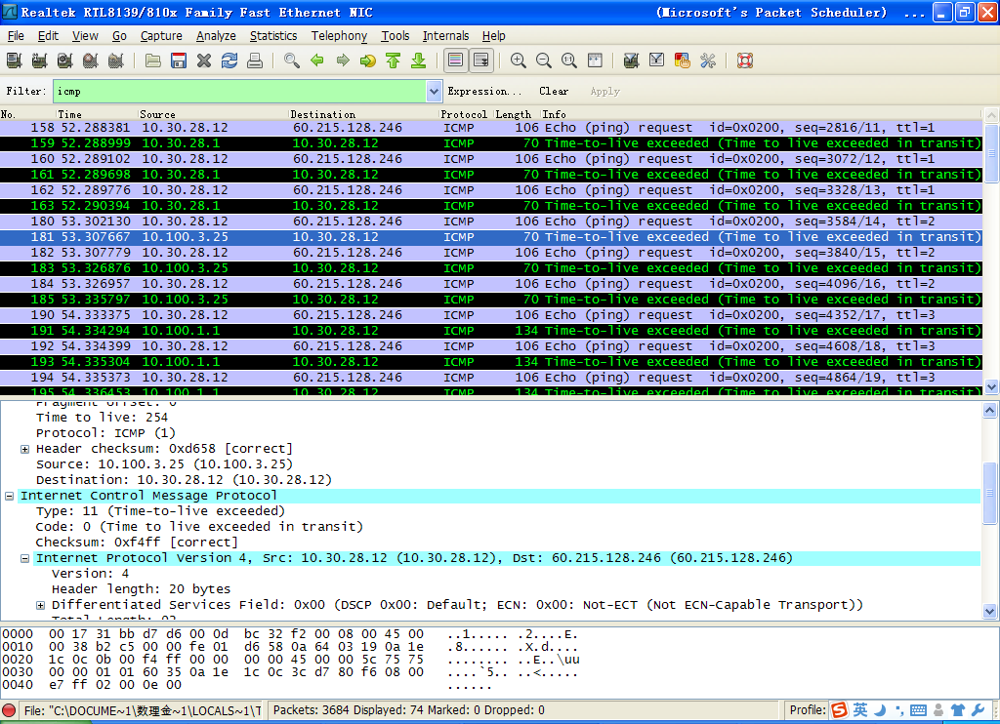 Realtek RTL8139/810x Family Fast Ethernet NIC (Microsoft's Packet Scheduler) ...
File Edit View Go Capture Analyze Statistics Telephony Tools Internals Help
Filter: icmp Expression... Clear Apply
No. Time Source Destination Protocol Length Info
158 52.288381 10.30.28.12 60.215.128.246 ICMP 106 Echo (ping) request id=0x0200, seq=2816/11, ttl=1
159 52.288999 10.30.28.1 10.30.28.12 ICMP 70 Time-to-live exceeded (Time to live exceeded in transit)
160 52.289102 10.30.28.12 60.215.128.246 ICMP 106 Echo (ping) request id=0x0200, seq=3072/12, ttl=1
161 52.289698 10.30.28.1 10.30.28.12 ICMP 70 Time-to-live exceeded (Time to live exceeded in transit)
162 52.289776 10.30.28.12 60.215.128.246 ICMP 106 Echo (ping) request id=0x0200, seq=3328/13, ttl=1
163 52.290394 10.30.28.1 10.30.28.12 ICMP 70 Time-to-live exceeded (Time to live exceeded in transit)
180 53.302130 10.30.28.12 60.215.128.246 ICMP 106 Echo (ping) request id=0x0200, seq=3584/14, ttl=2
181 53.307667 10.100.3.25 10.30.28.12 ICMP 70 Time-to-live exceeded (Time to live exceeded in transit)
182 53.307779 10.30.28.12 60.215.128.246 ICMP 106 Echo (ping) request id=0x0200, seq=3840/15, ttl=2
183 53.326876 10.100.3.25 10.30.28.12 ICMP 70 Time-to-live exceeded (Time to live exceeded in transit)
184 53.326957 10.30.28.12 60.215.128.246 ICMP 106 Echo (ping) request id=0x0200, seq=4096/16, ttl=2
185 53.335797 10.100.3.25 10.30.28.12 ICMP 70 Time-to-live exceeded (Time to live exceeded in transit)
190 54.333375 10.30.28.12 60.215.128.246 ICMP 106 Echo (ping) request id=0x0200, seq=4352/17, ttl=3
191 54.334294 10.100.1.1 10.30.28.12 ICMP 134 Time-to-live exceeded (Time to live exceeded in transit)
192 54.334399 10.30.28.12 60.215.128.246 ICMP 106 Echo (ping) request id=0x0200, seq=4608/18, ttl=3
193 54.335304 10.100.1.1 10.30.28.12 ICMP 134 Time-to-live exceeded (Time to live exceeded in transit)
194 54.335373 10.30.28.12 60.215.128.246 ICMP 106 Echo (ping) request id=0x0200, seq=4864/19, ttl=3
195 54.336453 10.100.1.1 10.30.28.12 ICMP 134 Time-to-live exceeded (Time to live exceeded in transit)
Fragment offset: 0
Time to live: 254
Protocol: ICMP (1)
Header checksum: 0xd658 [correct]
Source: 10.100.3.25 (10.100.3.25)
Destination: 10.30.28.12 (10.30.28.12)
Internet Control Message Protocol
Type: 11 (Time-to-live exceeded)
Code: 0 (Time to live exceeded in transit)
Checksum: 0xf4ff [correct]
Internet Protocol Version 4, Src: 10.30.28.12 (10.30.28.12), Dst: 60.215.128.246 (60.215.128.246)
Version: 4
Header length: 20 bytes
Differentiated Services Field: 0x00 (DSCP 0x00: Default; ECN: 0x00: Not-ECT (Not ECN-Capable Transport))
Total Length: 92
0000 00 17 31 bb d7 d6 00 0d bc 32 f2 00 08 00 45 00 ..1..... .2....E.
0010 00 38 b2 c5 00 00 fe 01 d6 58 0a 64 03 19 0a 1e .8...... .X.d....
0020 1c 0c 0b 00 f4 ff 00 00 00 00 45 00 00 5c 75 75 ........ ..E..\uu
0030 00 00 01 01 60 35 0a 1e 1c 0c 3c d7 80 f6 08 00 ....`5.. ..<.....
0040 e7 ff 02 00 0e 00 ......
File: "C:\DOCUME~1\数理金~1\LOCALS~1\T Packets: 3684 Displayed: 74 Marked: 0 Dropped: 0 Profile: S 英